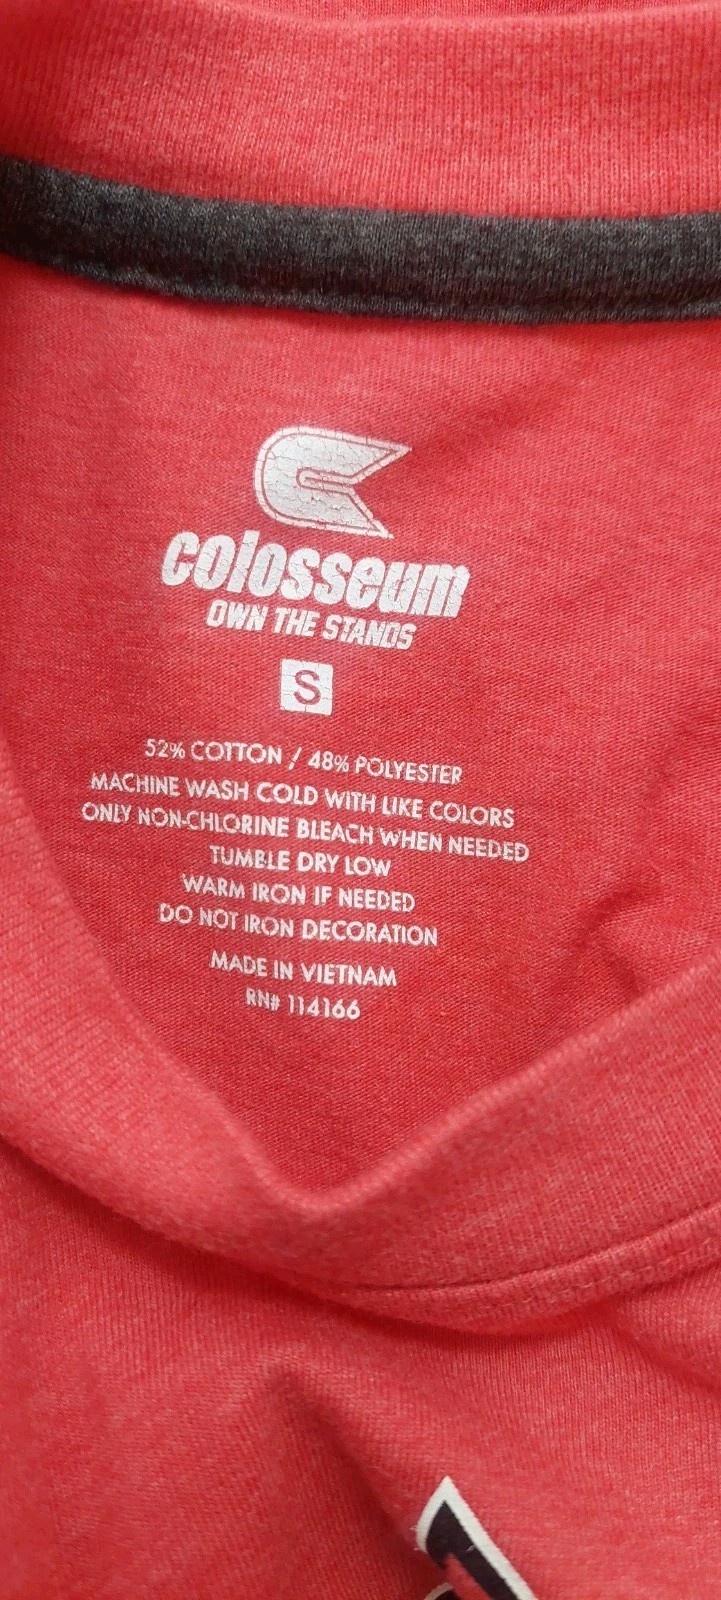 colosseum
OWN THE STANDS
S
52% COTTON / 48% POLYESTER
MACHINE WASH COLD WITH LIKE COLORS
ONLY NON-CHLORINE BLEACH WHEN NEEDED
TUMBLE DRY LOW
WARM IRON IF NEEDED
DO NOT IRON DECORATION
MADE IN VIETNAM
RN# 114166